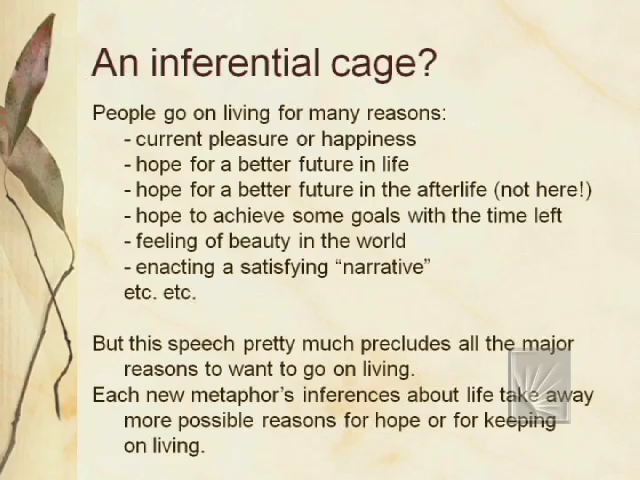 An inferential cage?
People go on living for many reasons:
- current pleasure or happiness
- hope for a better future in life
- hope for a better future in the afterlife (not here!)
- hope to achieve some goals with the time left
- feeling of beauty in the world
- enacting a satisfying “narrative”
etc. etc.
But this speech pretty much precludes all the major
reasons to want to go on living.
Each new metaphor’s inferences about life take away
more possible reasons for hope or for keeping
on living.